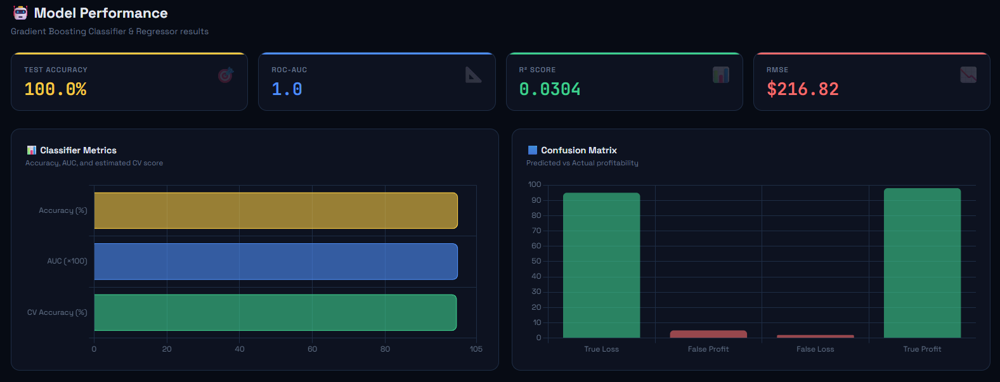 Model Performance
Gradient Boosting Classifier & Regressor results
TEST ACCURACY
100.0%
ROC-AUC
1.0
R² SCORE
0.0304
RMSE
$216.82
Classifier Metrics
Accuracy, AUC, and estimated CV score
Accuracy (%)
AUC (×100)
CV Accuracy (%)
0 20 40 60 80 105
Confusion Matrix
Predicted vs Actual profitability
100
90
80
70
60
50
40
30
20
10
0
True Loss False Profit False Loss True Profit